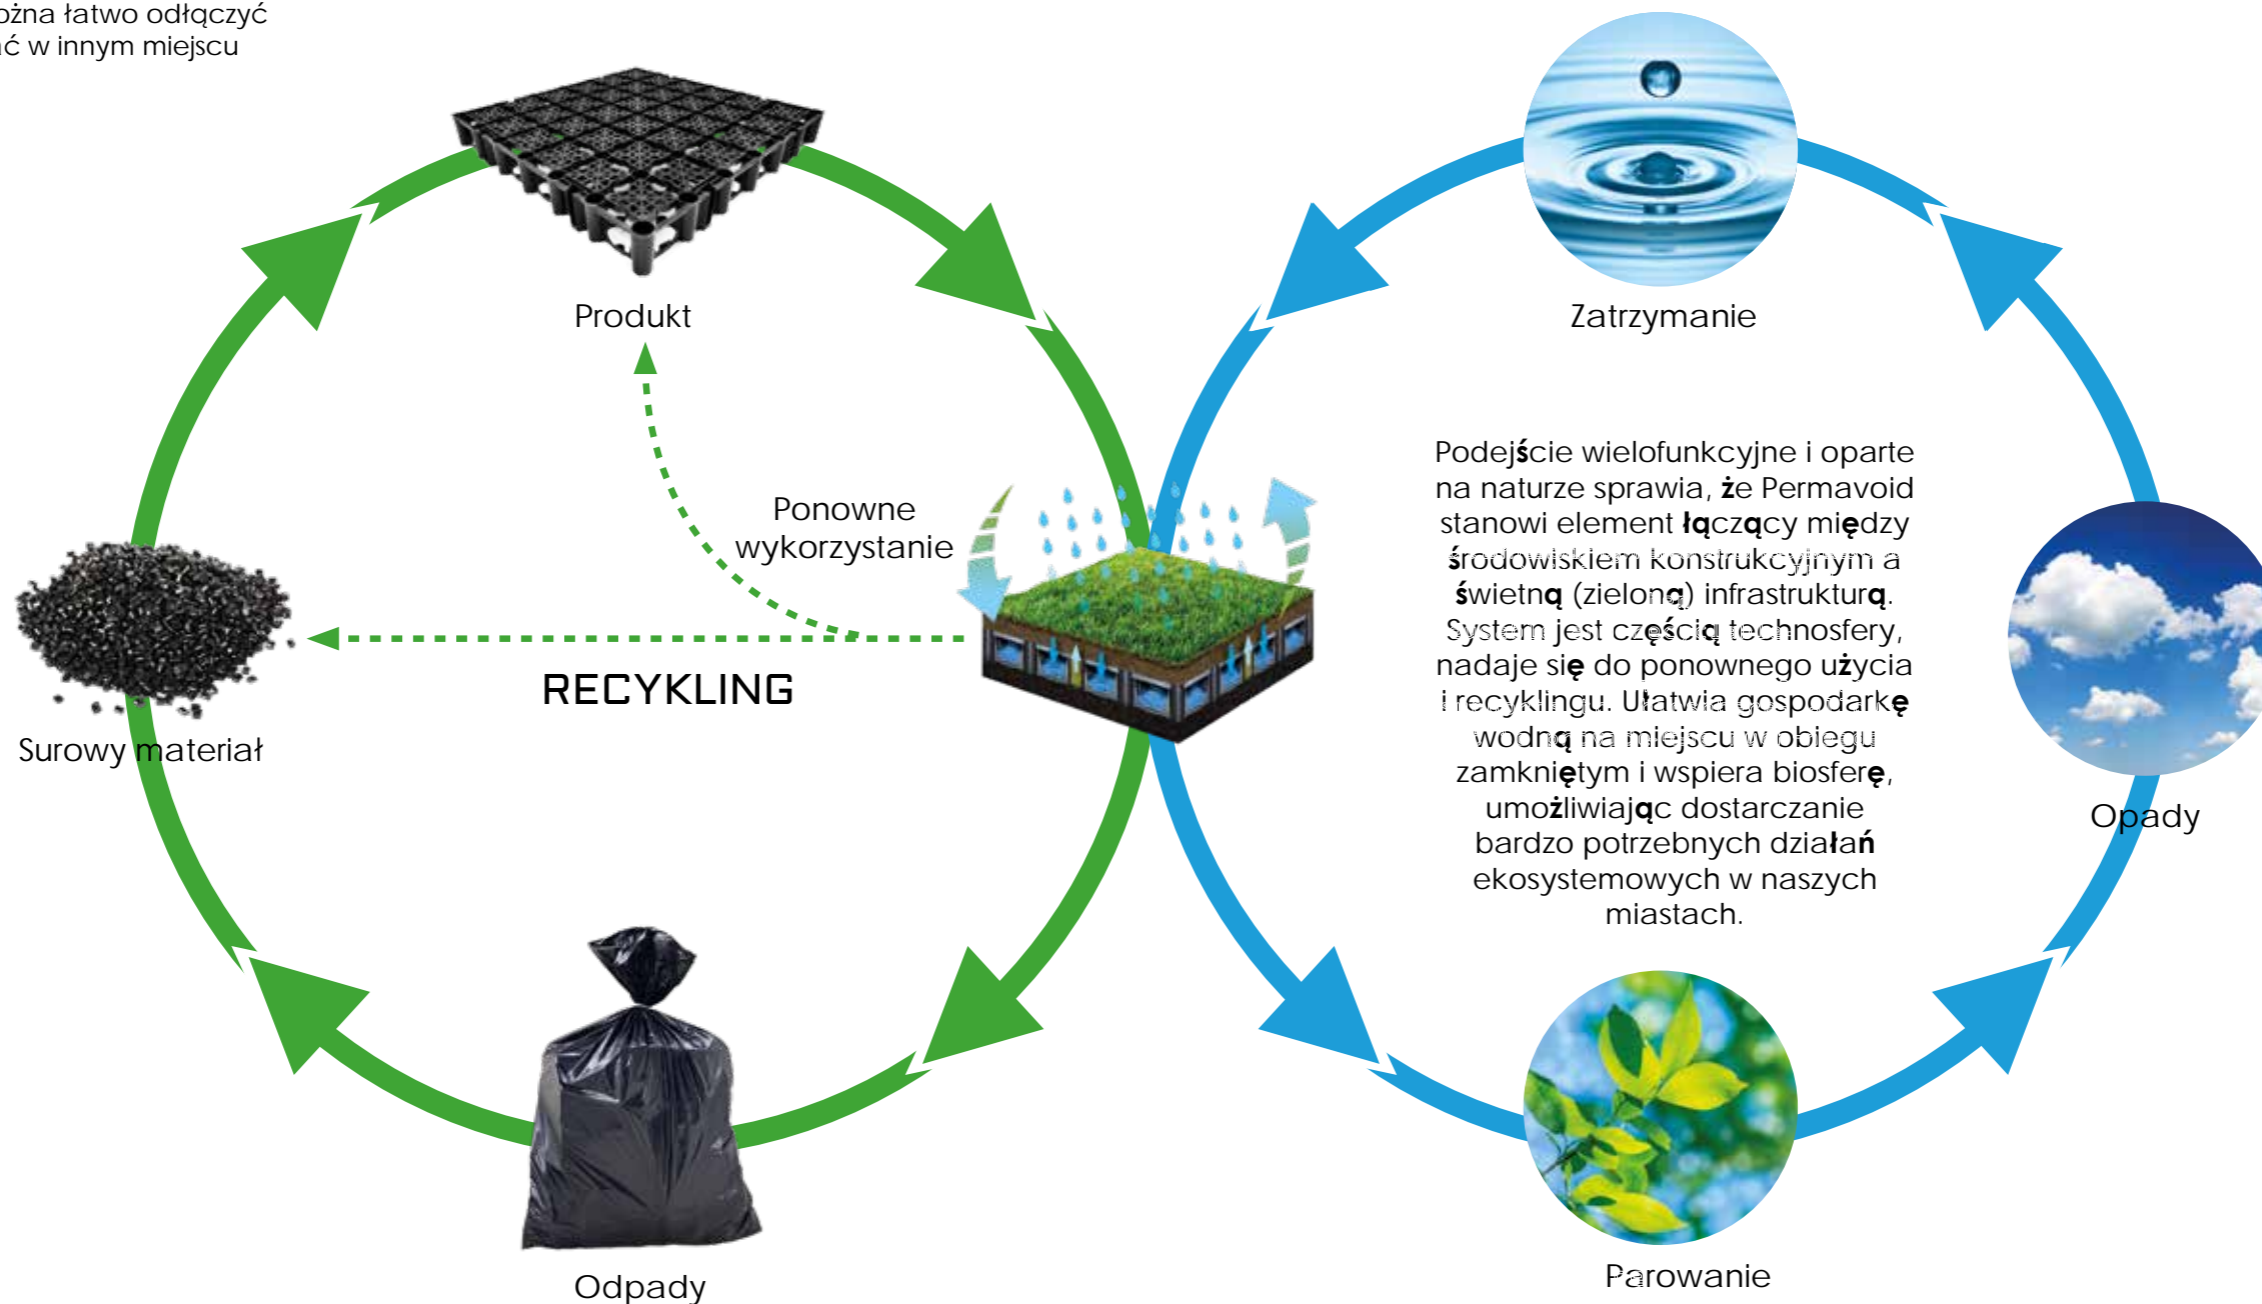 łatwo odłączyć
w innym miejscu
Produkt
Zatrzymanie
Ponowne
wykorzystanie
RECYKLING
Surowy materiał
Odpady
Podejście wielofunkcyjne i oparte
na naturze sprawia, że Permavoid
stanowi element łączący między
środowiskiem konstrukcyjnym a
świetną (zieloną) infrastrukturą.
System jest częścią technosfery,
nadaje się do ponownego użycia
i recyklingu. Ułatwia gospodarkę
wodną na miejscu w obiegu
zamkniętym i wspiera biosferę,
umożliwiając dostarczanie
bardzo potrzebnych działań
ekosystemowych w naszych
miastach.
Opady
Parowanie